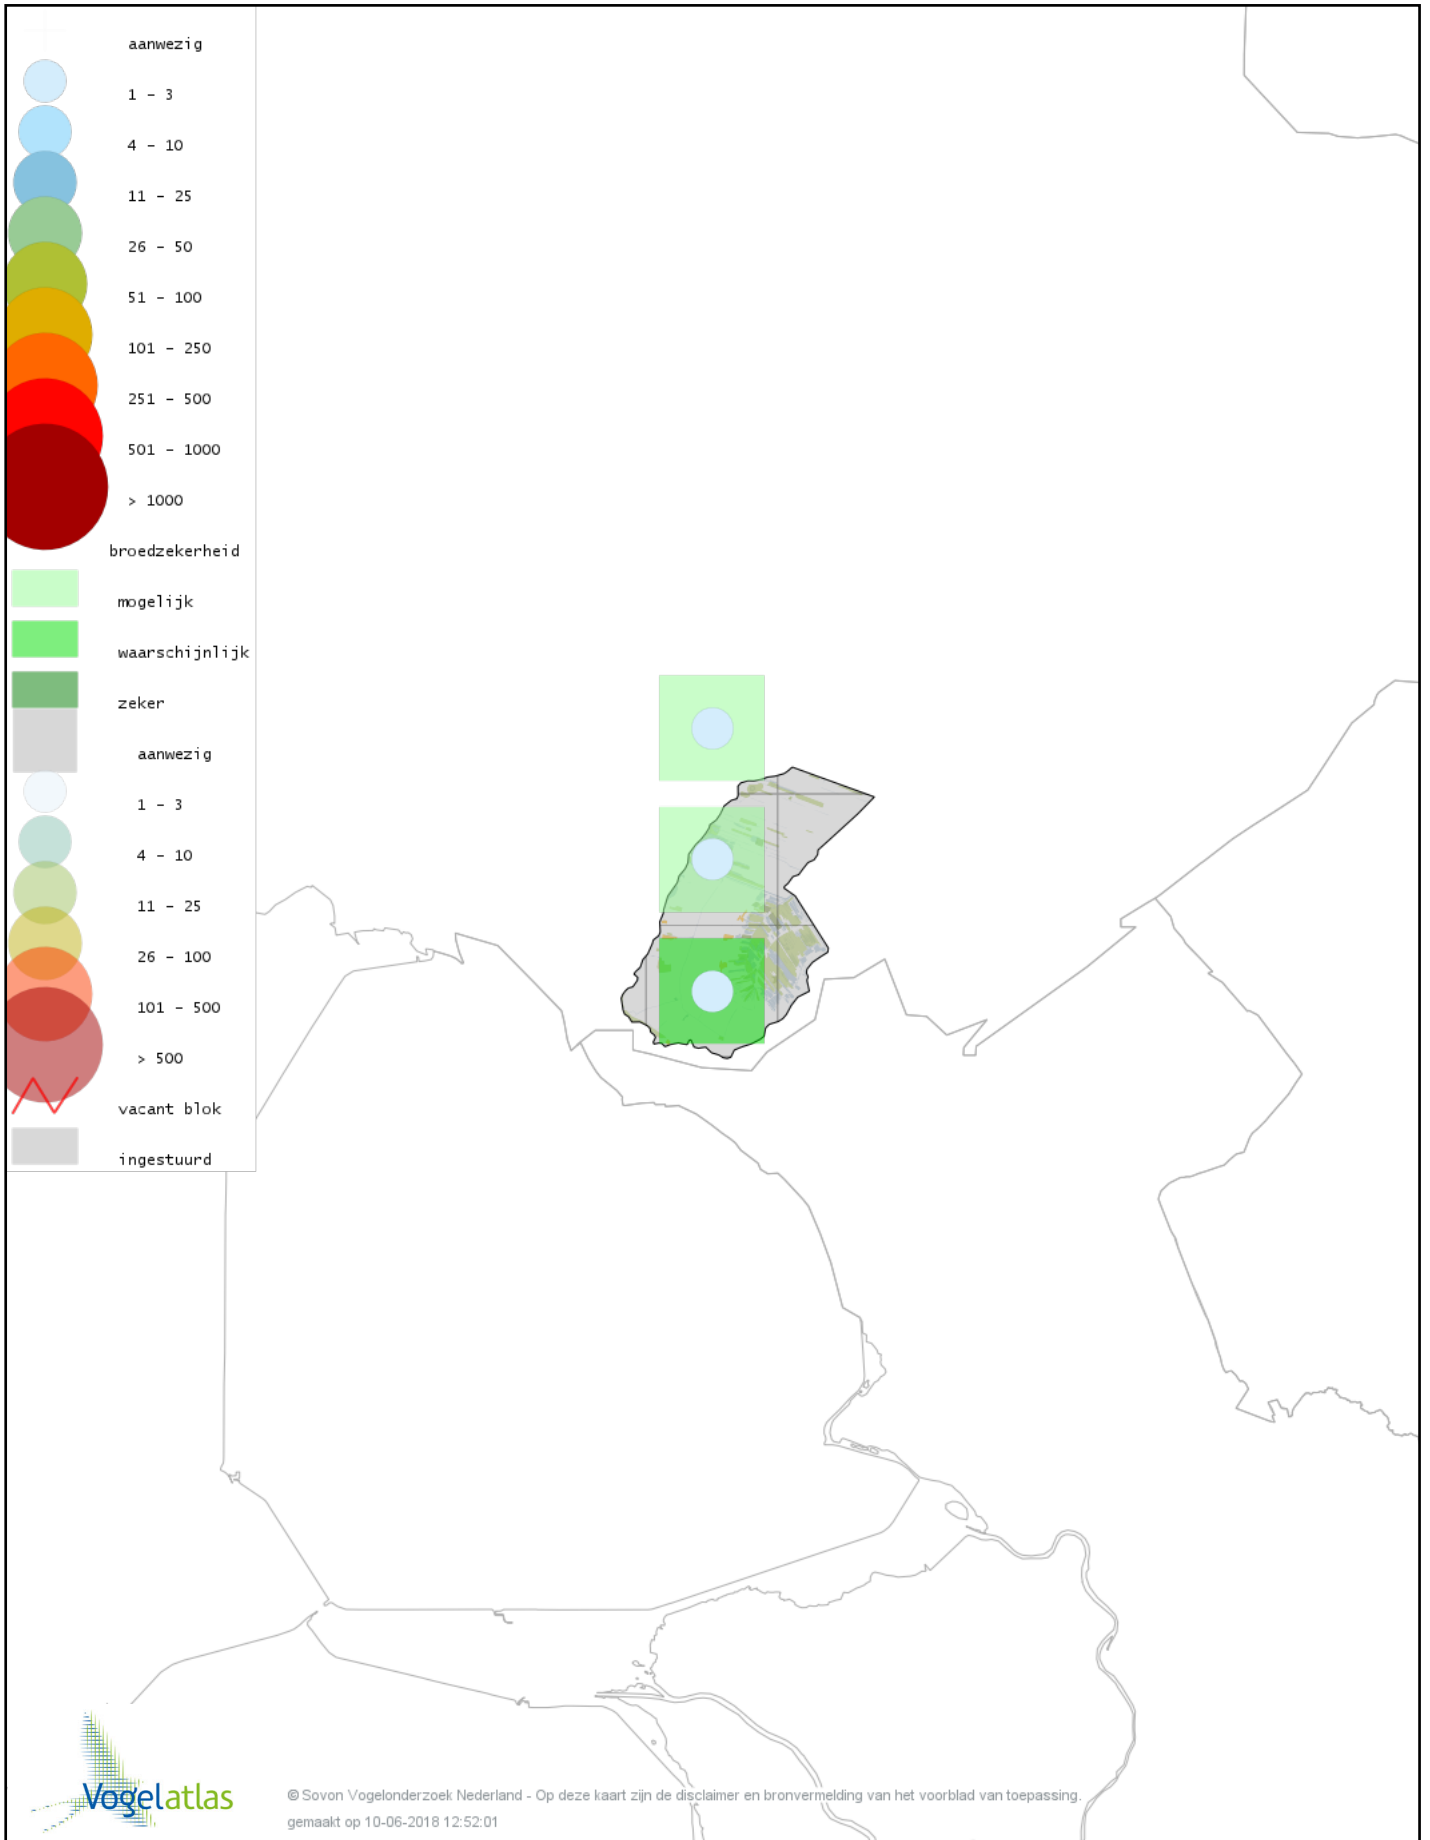 aanwezig
1 - 3
4 - 10
11 - 25
26 - 50
51 - 100
101 - 250
251 - 500
501 - 1000
> 1000
broedzekerheid
mogelijk
waarschijnlijk
zeker
aanwezig
1 - 3
4 - 10
11 - 25
26 - 100
101 - 500
> 500
vacant blok
ingestuurd
Vogelatlas
© Sovon Vogelonderzoek Nederland - Op deze kaart zijn de disclaimer en bronvermelding van het voorblad van toepassing.
gemaakt op 10-06-2018 12:52:01